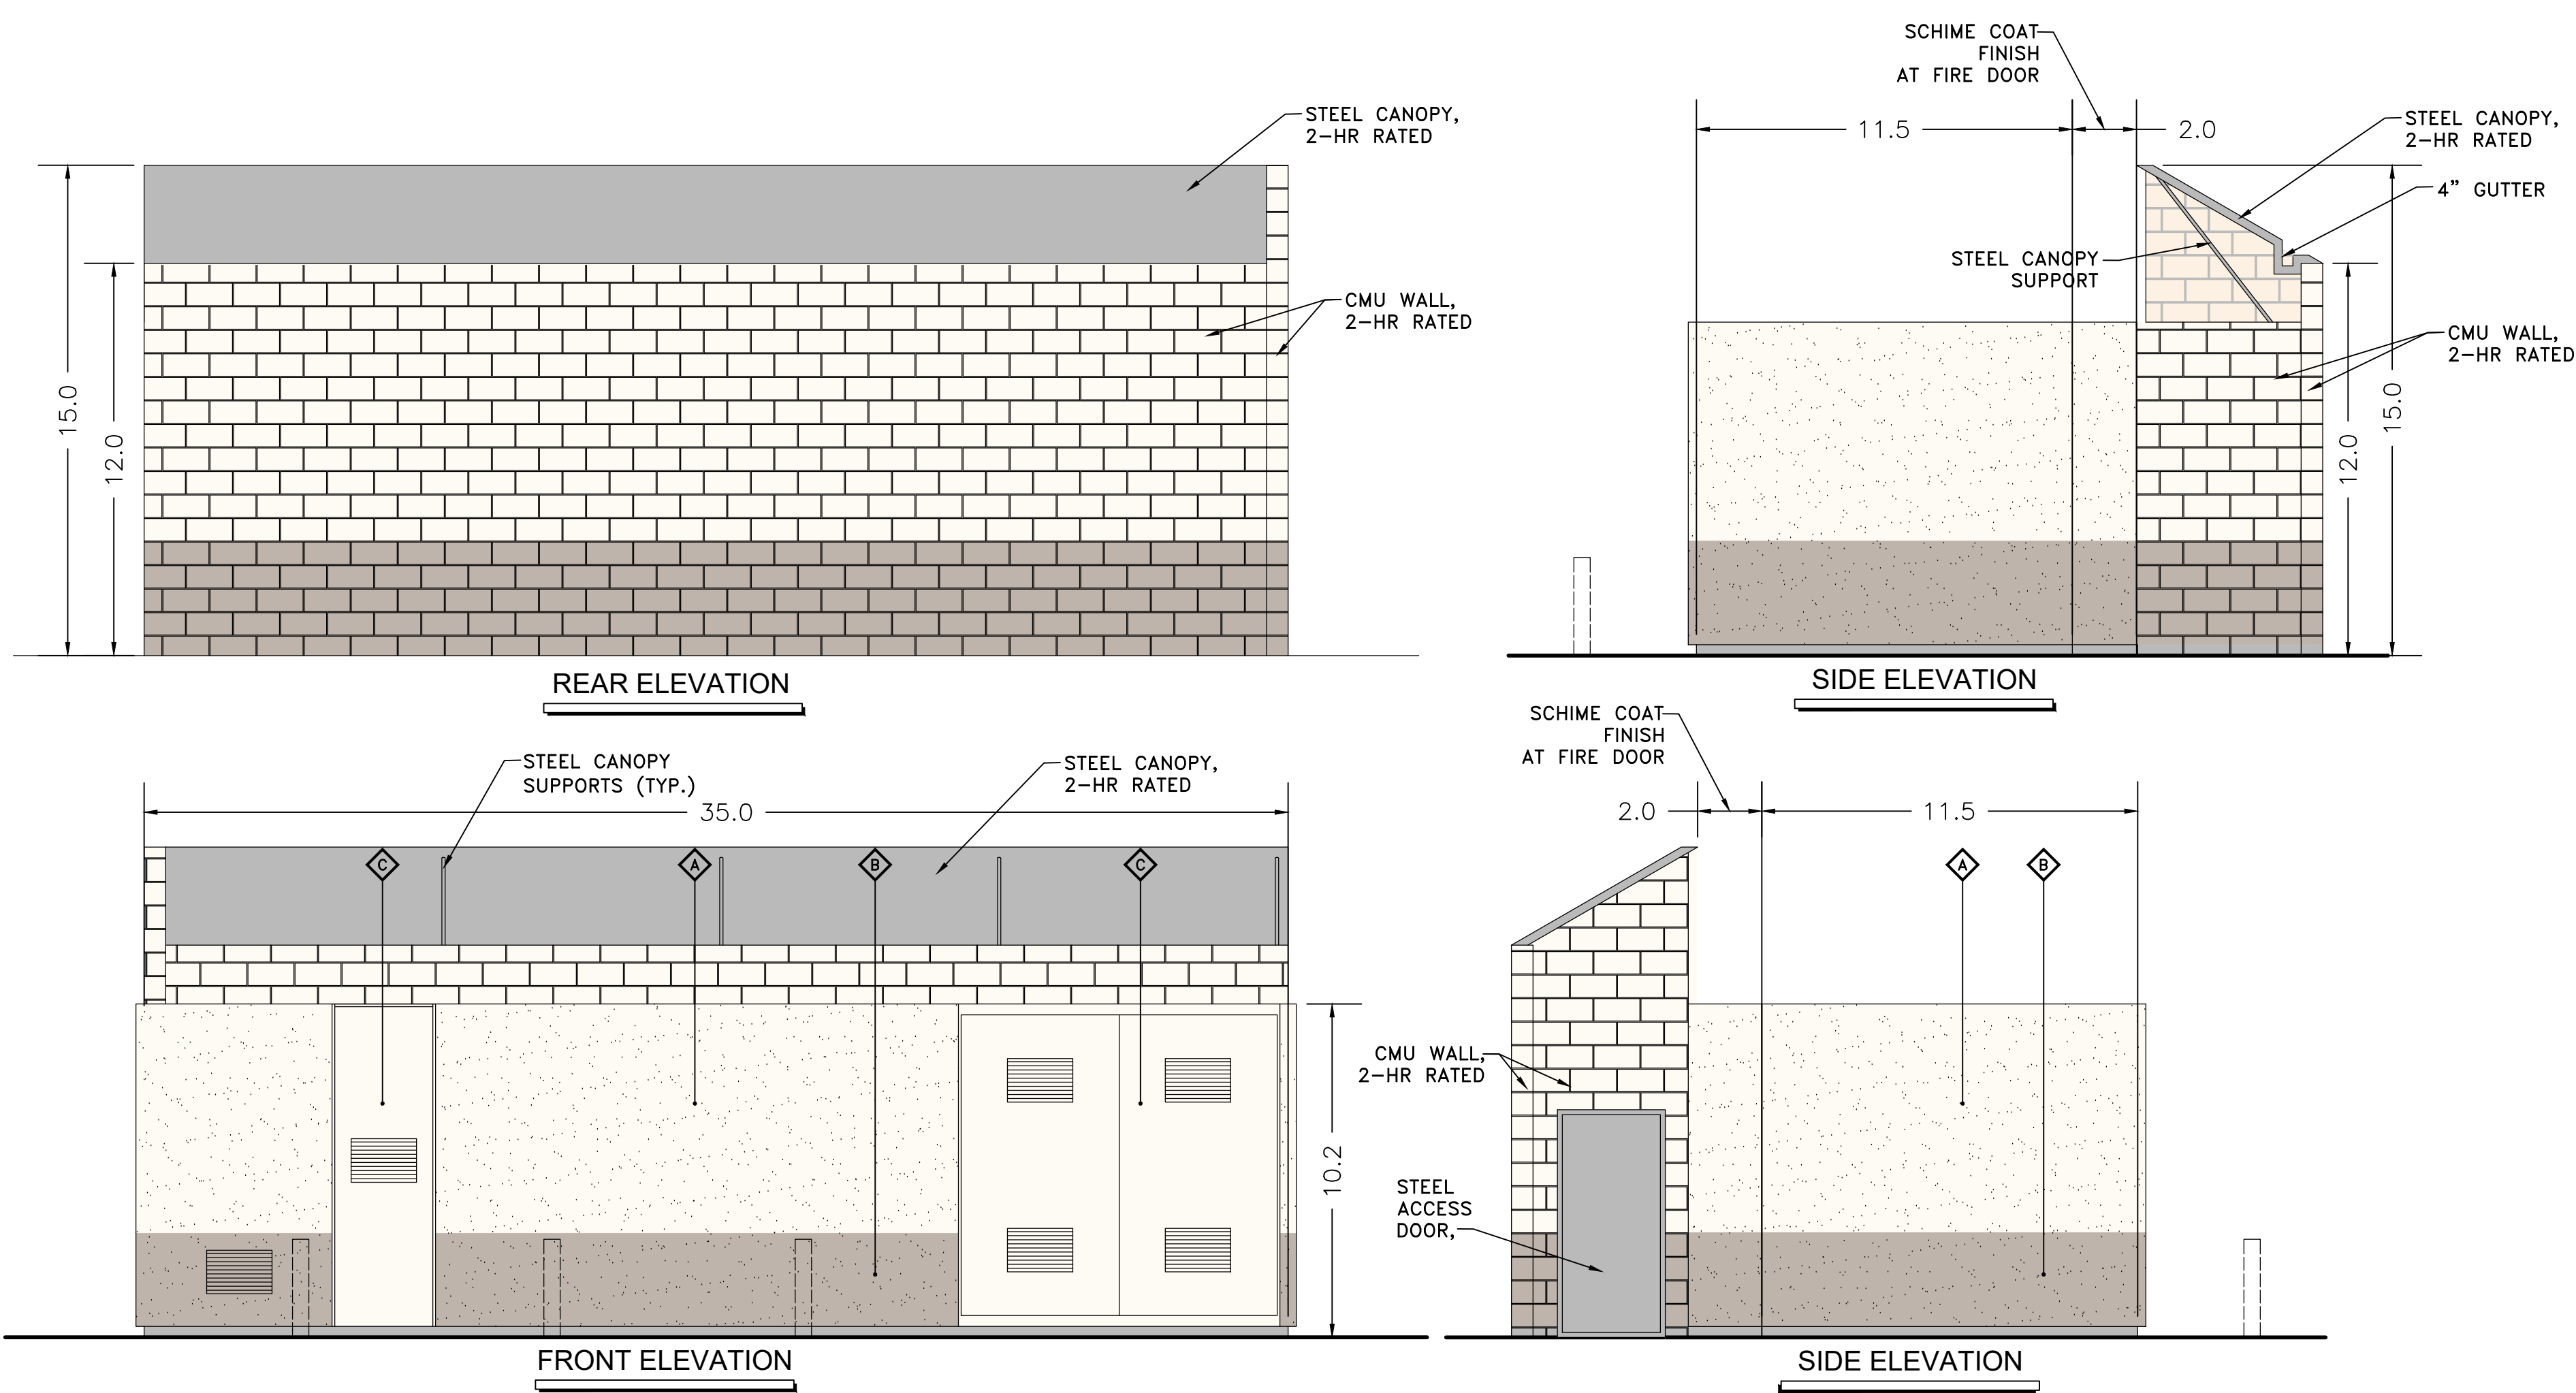 STEEL CANOPY,
2-HR RATED
CMU WALL,
2-HR RATED
15.0
12.0
REAR ELEVATION
SCHIME COAT
FINISH
AT FIRE DOOR
11.5
2.0
STEEL CANOPY,
2-HR RATED
4” GUTTER
STEEL CANOPY
SUPPORT
CMU WALL,
2-HR RATED
12.0
15.0
SIDE ELEVATION
STEEL CANOPY
SUPPORTS (TYP.)
STEEL CANOPY,
2-HR RATED
35.0
C
A
B
C
10.2
FRONT ELEVATION
SCHIME COAT
FINISH
AT FIRE DOOR
2.0
11.5
A
B
CMU WALL,
2-HR RATED
STEEL
ACCESS
DOOR,
SIDE ELEVATION